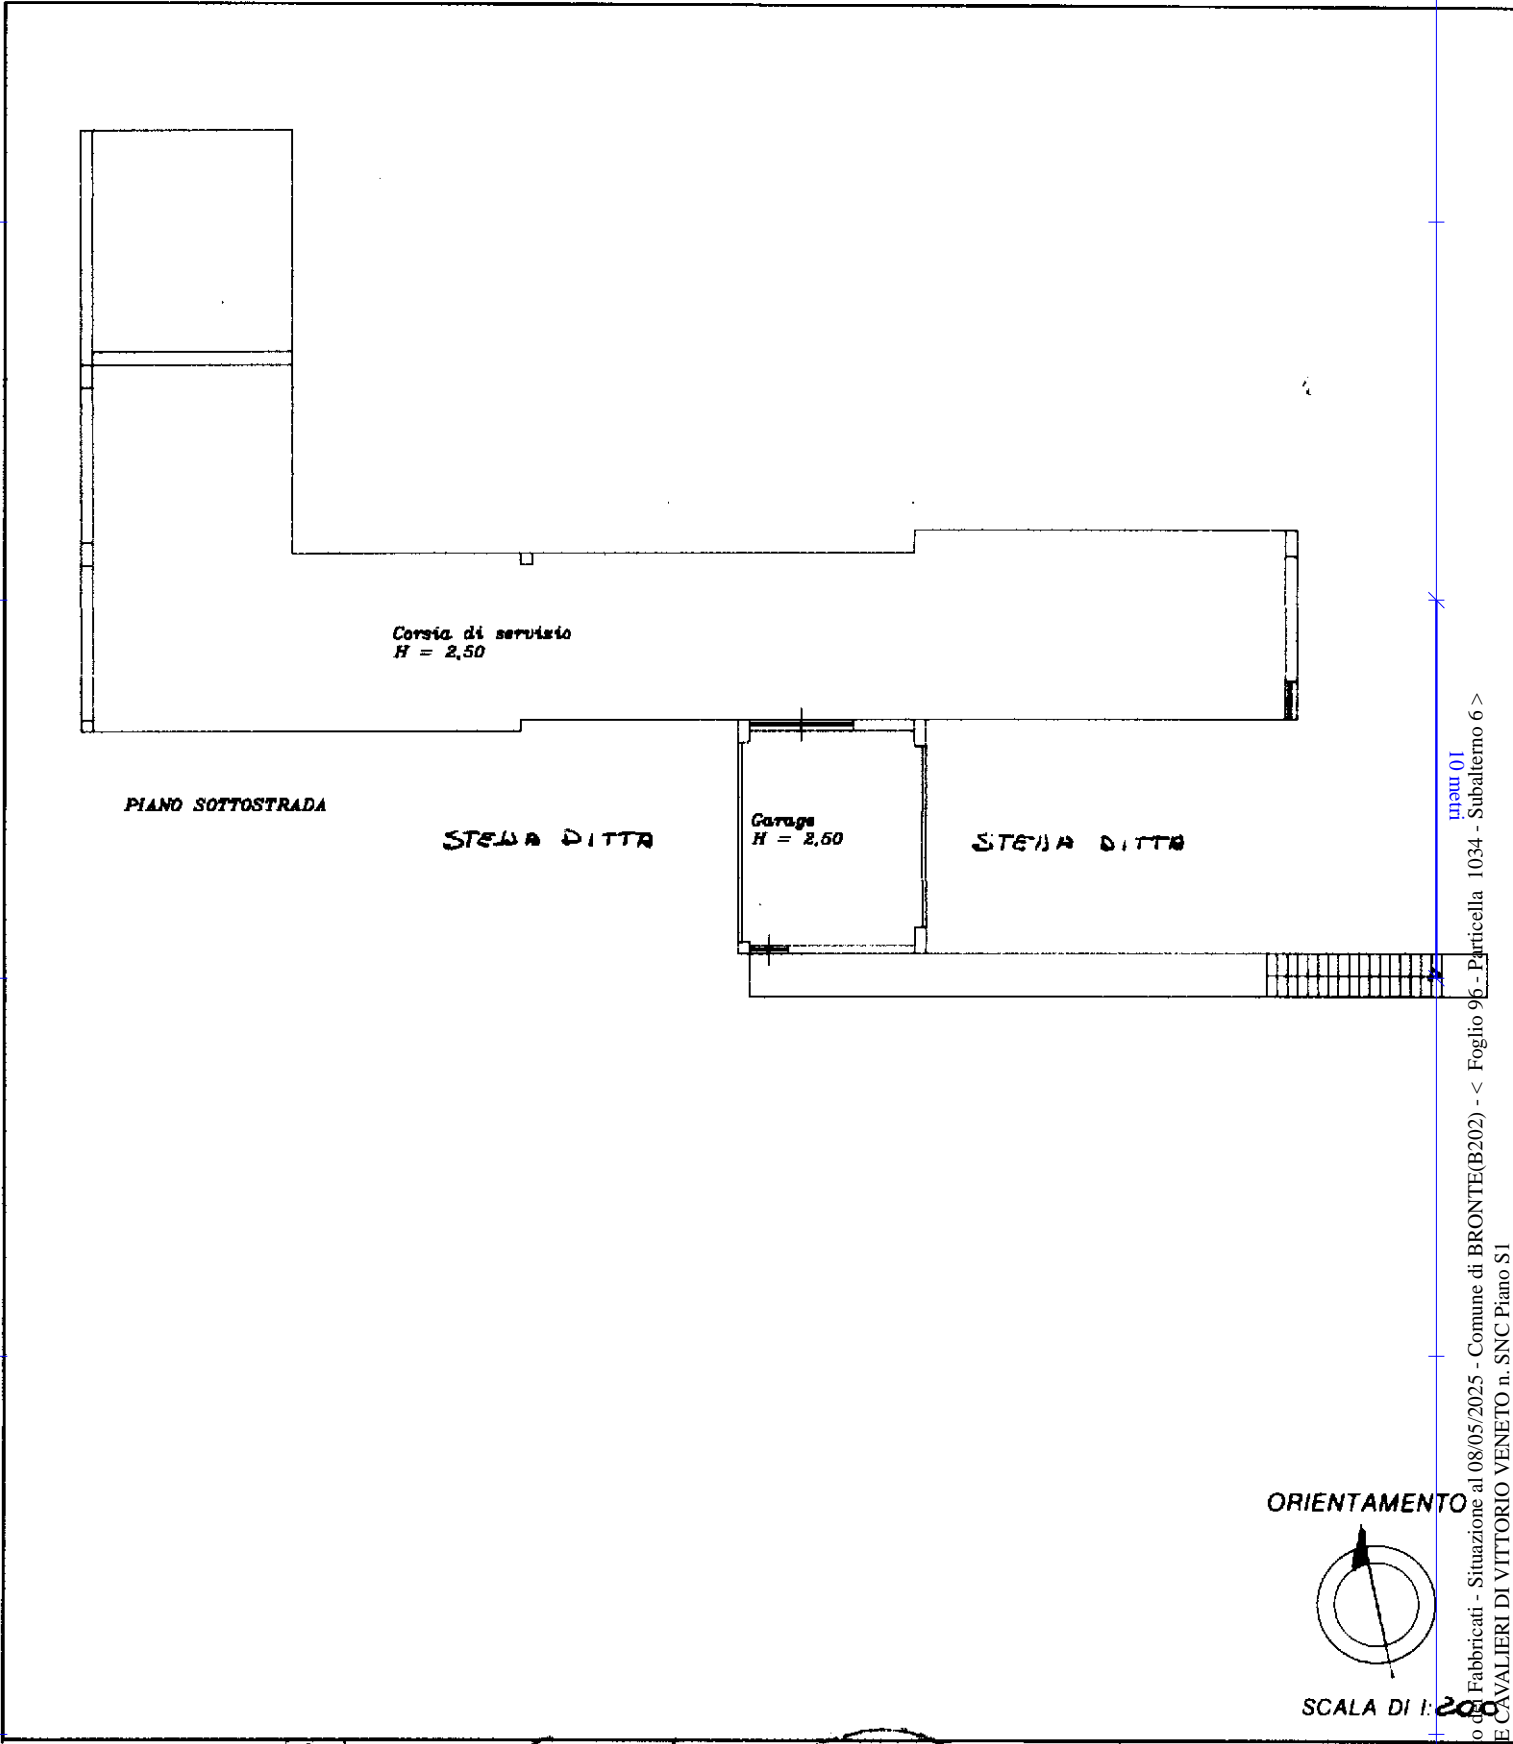 Corsia di servizio
H = 2,50
PIANO SOTTOSTRADA
STESSA DITTA
Garage
H = 2,50
STESSA DITTA
10 metri
o dei Fabbricati - Situazione al 08/05/2025 - Comune di BRONTE(B202) - < Foglio 96 - Particella 1034 - Subalterno 6 >
E CAVALIERI DI VITTORIO VENETO n. SNC Piano S1
ORIENTAMENTO
SCALA DI 1:200